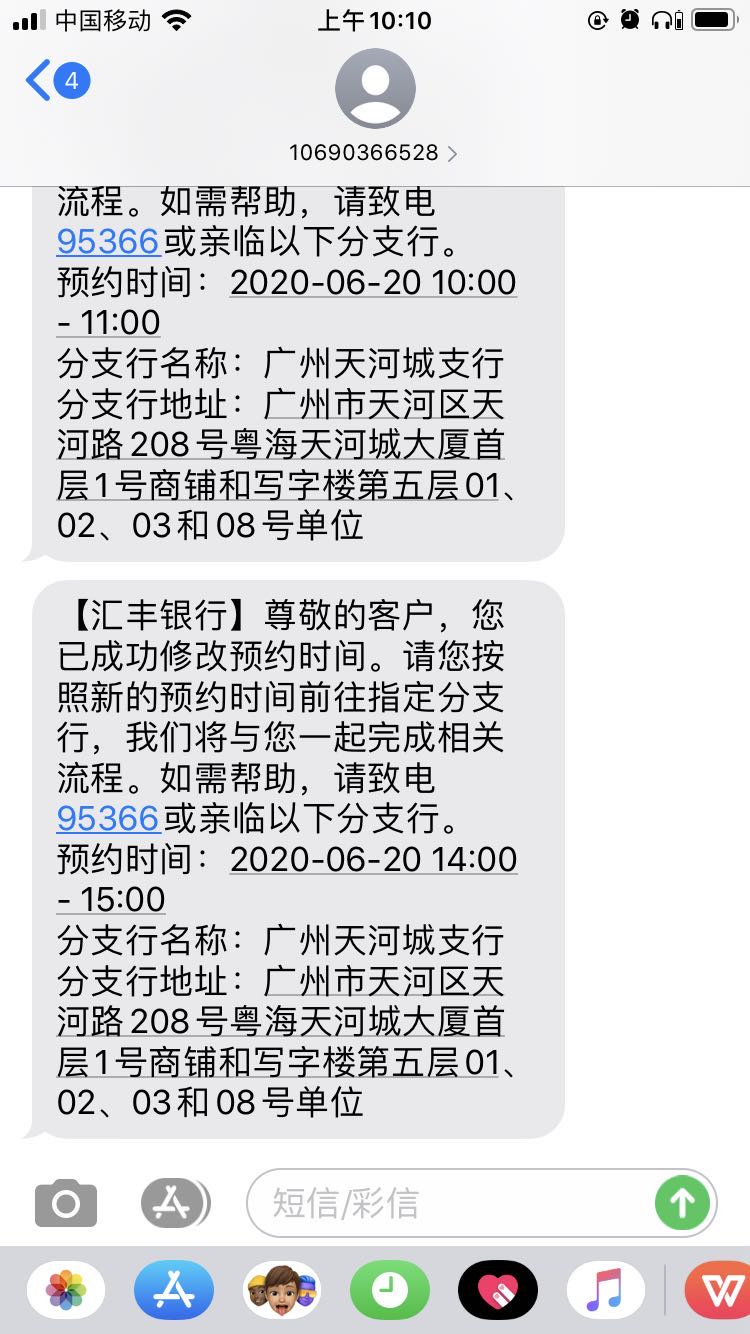 中国移动
上午10:10
4
10690366528
流程。如需帮助，请致电
95366或亲临以下分支行。
预约时间：2020-06-20 10:00
- 11:00
分支行名称：广州天河城支行
分支行地址：广州市天河区天
河路208号粤海天河城大厦首
层1号商铺和写字楼第五层01、
02、03和08号单位
【汇丰银行】尊敬的客户，您
已成功修改预约时间。请您按
照新的预约时间前往指定分支
行，我们将与您一起完成相关
流程。如需帮助，请致电
95366或亲临以下分支行。
预约时间：2020-06-20 14:00
- 15:00
分支行名称：广州天河城支行
分支行地址：广州市天河区天
河路208号粤海天河城大厦首
层1号商铺和写字楼第五层01、
02、03和08号单位
短信/彩信